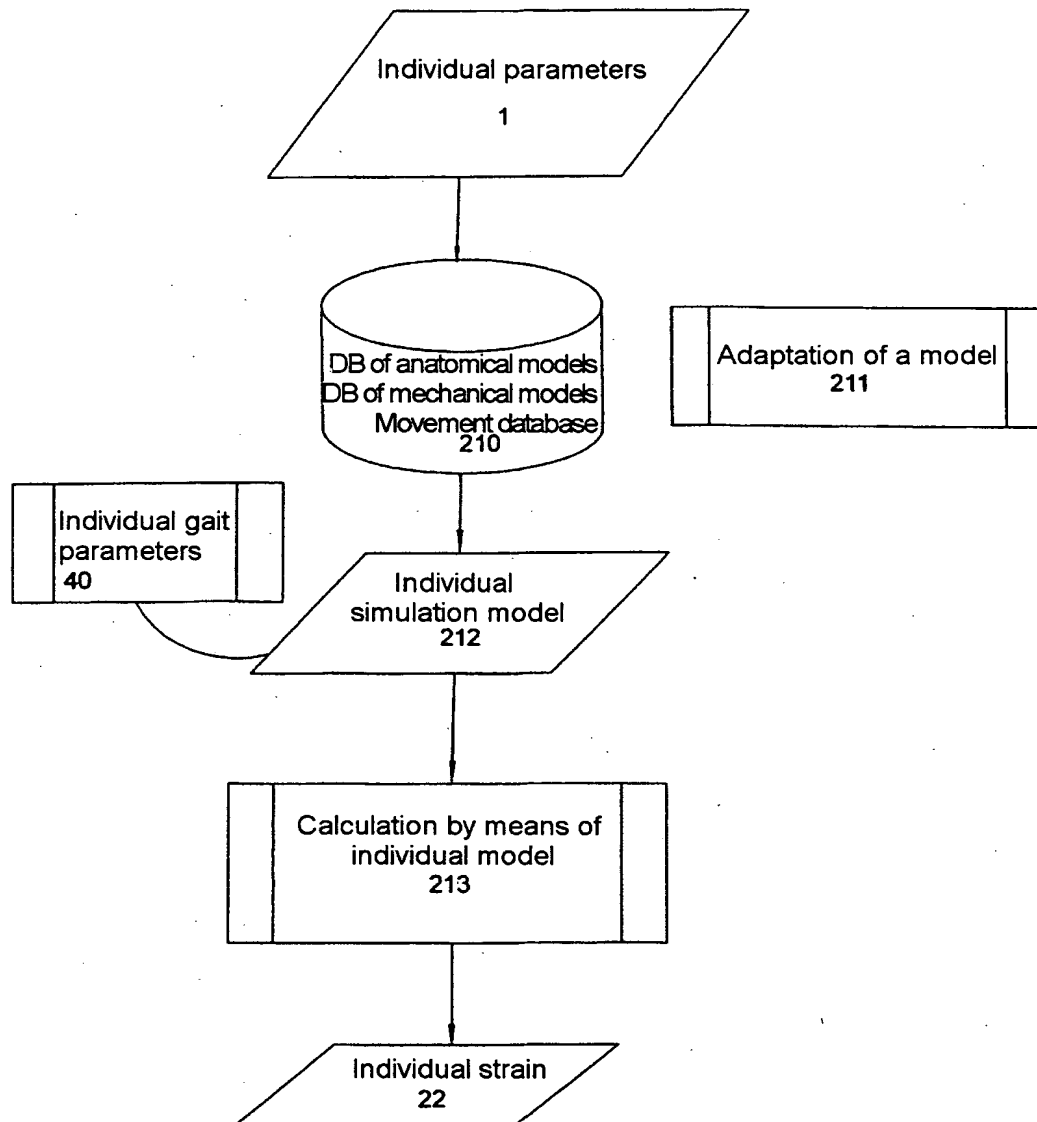 Individual parameters
1
DB of anatomical models
DB of mechanical models
Movement database
210
Adaptation of a model
211
Individual gait
parameters
40
Individual
simulation model
212
Calculation by means of
individual model
213
Individual strain
22